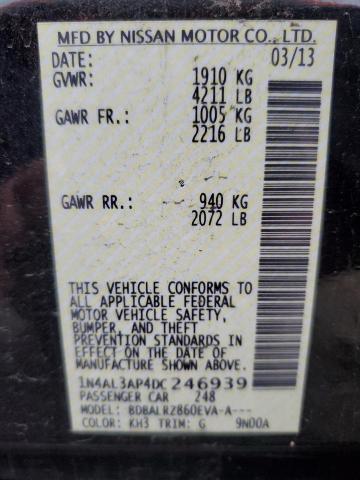 MFD BY NISSAN MOTOR CO., LTD.
DATE: 03/13
GVWR: 1910 KG
4211 LB
GAWR FR.: 1005 KG
2216 LB
GAWR RR.: 940 KG
2072 LB
THIS VEHICLE CONFORMS TO
ALL APPLICABLE FEDERAL
MOTOR VEHICLE SAFETY,
BUMPER, AND THEFT
PREVENTION STANDARDS IN
EFFECT ON THE DATE OF
MANUFACTURE SHOWN ABOVE.
1N4AL3AP4DC246939
PASSENGER CAR 248
MODEL: BDBALRZ860EVA-A---
COLOR: KH3 TRIM: G 9N00A